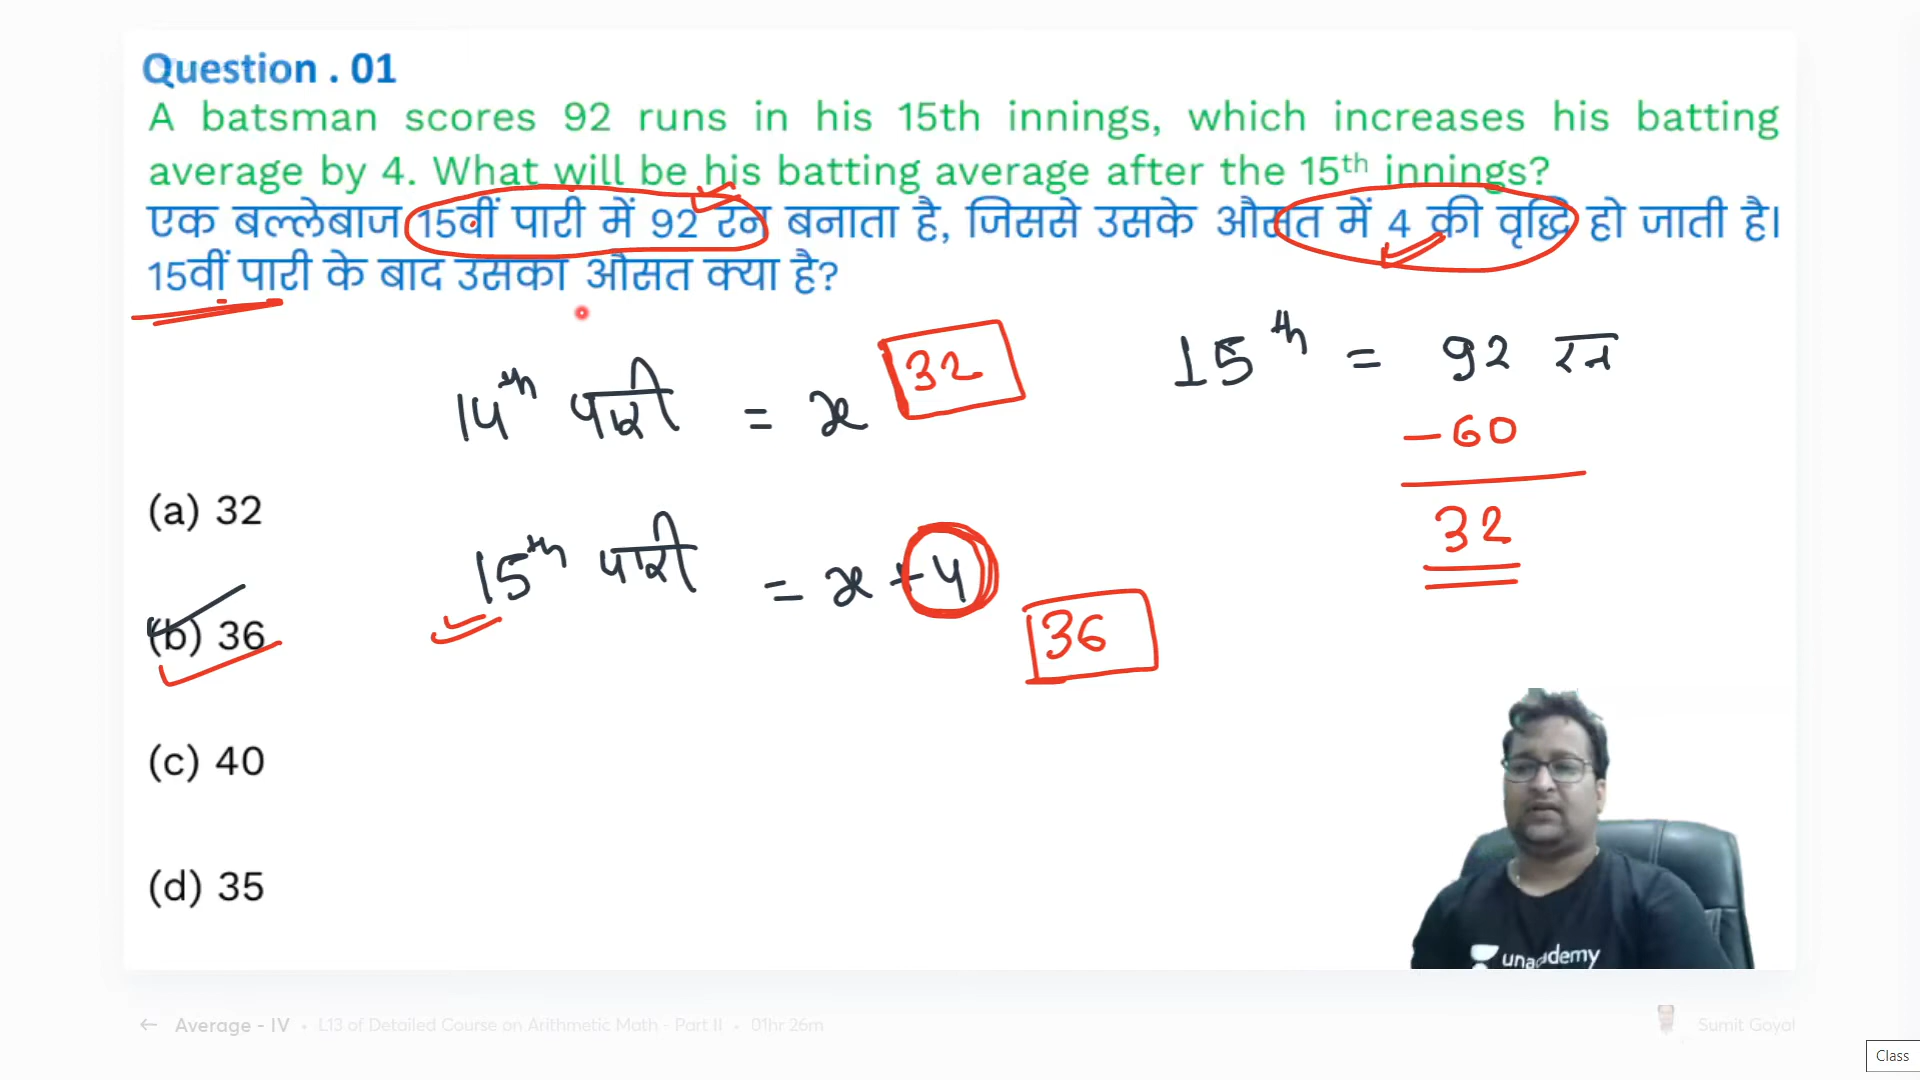 Question . 01
A batsman scores 92 runs in his 15th innings, which increases his batting
average by 4. What will be his batting average after the 15th innings?
एक बल्लेबाज 15वीं पारी में 92 रन बनाता है, जिससे उसके औसत में 4 की वृद्धि हो जाती है।
15वीं पारी के बाद उसका औसत क्या है?
14th पारी = x 32
15th = 92 रन
- 60
32
15th पारी = x + 4
36
(a) 32
(b) 36
(c) 40
(d) 35
unacademy
← Average - IV • L13 of Detailed Course on Arithmetic Math - Part II • 01hr 26m
Sumit Goyal
Class